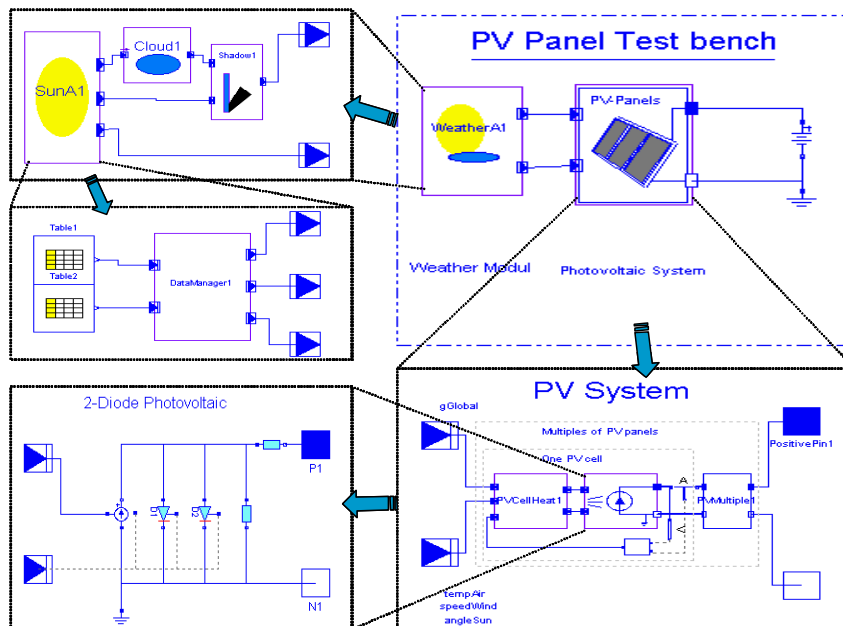 Cloud1
Shadow1
SunA1
PV Panel Test bench
PV-Panels
WeatherA1
Weather Modul
Photovoltaic System
Table1
Table2
DataManager1
2-Diode Photovoltaic
P1
D1
D2
N1
PV System
gGlobal
Multiples of PV panels
One PV cell
PositivePin1
PVCellHeat1
A
PVMultiple1
V
tempAir
speedWind
angleSun